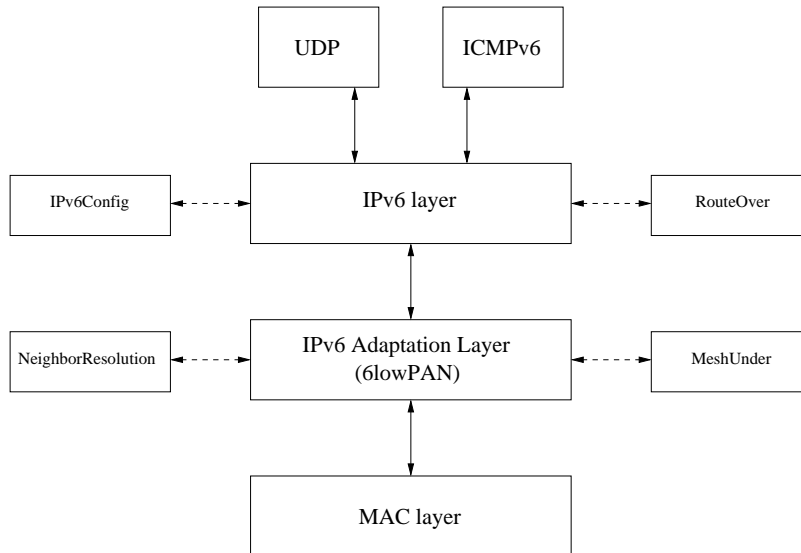 UDP
ICMPv6
IPv6Config
IPv6 layer
RouteOver
NeighborResolution
IPv6 Adaptation Layer
(6lowPAN)
MeshUnder
MAC layer